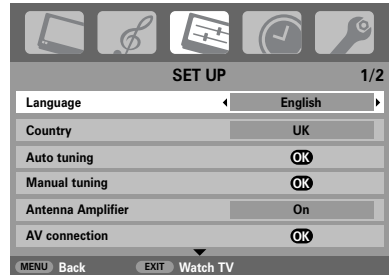 SET UP 1/2
Language English
Country UK
Auto tuning OK
Manual tuning OK
Antenna Amplifier On
AV connection OK
MENU Back EXIT Watch TV